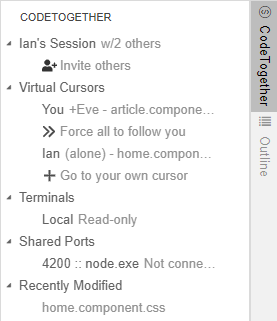 CODETOGETHER
Ian's Session w/2 others
Invite others
Virtual Cursors
You +Eve - article.compone...
Force all to follow you
Ian (alone) - home.compon...
Go to your own cursor
Terminals
Local Read-only
Shared Ports
4200 :: node.exe Not conne...
Recently Modified
home.component.css
CodeTogether
Outline